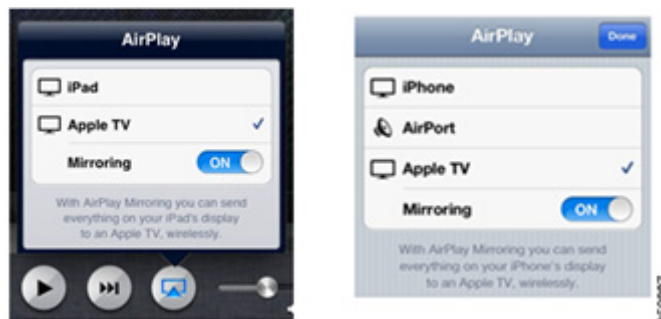 AirPlay
iPad
Apple TV
Mirroring ON
With AirPlay Mirroring you can send
everything on your iPad's display
to an Apple TV, wirelessly.
AirPlay Done
iPhone
AirPort
Apple TV
Mirroring ON
With AirPlay Mirroring you can send
everything on your iPhone's display
to an Apple TV, wirelessly.